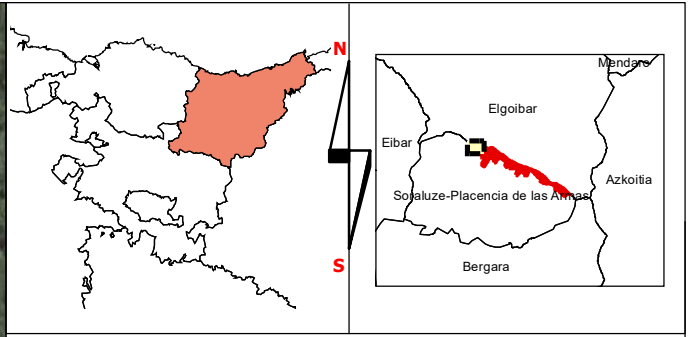 N
S
Mendaro
Elgoibar
Eibar
Azkoitia
Soraluze-Placencia de las Armas
Bergara